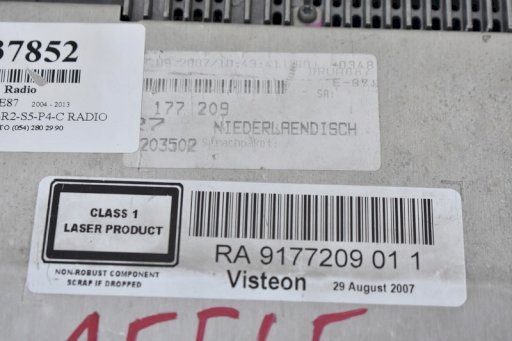 37852
Radio
E87 2004 - 2013
R2-S5-P4-C RADIO
TO (054) 280 29 90
177 209
NIEDERLAENDISCH
203502 Sprachpaket:
CLASS 1
LASER PRODUCT
NON-ROBUST COMPONENT
SCRAP IF DROPPED
RA 9177209 01 1
Visteon 29 August 2007